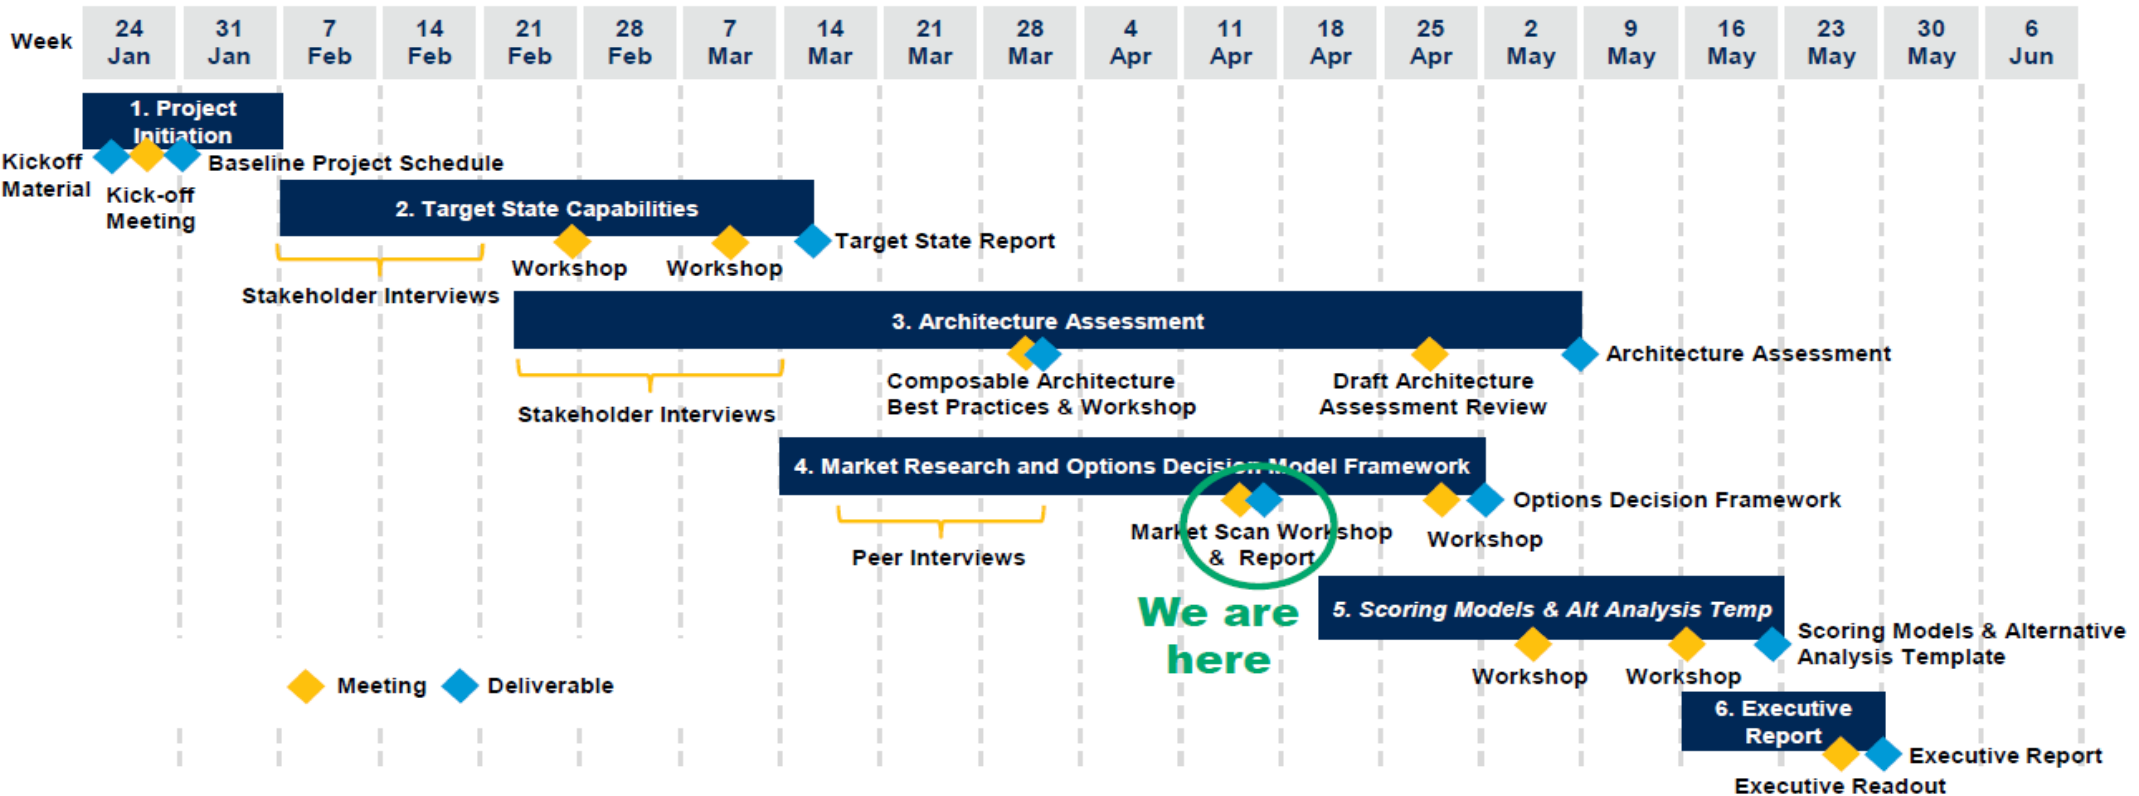 Week
24 Jan
31 Jan
7 Feb
14 Feb
21 Feb
28 Feb
7 Mar
14 Mar
21 Mar
28 Mar
4 Apr
11 Apr
18 Apr
25 Apr
2 May
9 May
16 May
23 May
30 May
6 Jun
1. Project
Initiation
Kickoff
Material
Kick-off
Meeting
Baseline Project Schedule
2. Target State Capabilities
Target State Report
Workshop
Workshop
Stakeholder Interviews
3. Architecture Assessment
Architecture Assessment
Composable Architecture
Best Practices & Workshop
Draft Architecture
Assessment Review
Stakeholder Interviews
4. Market Research and Options Decision Model Framework
Options Decision Framework
Market Scan Workshop
& Report
Workshop
Peer Interviews
We are
here
5. Scoring Models & Alt Analysis Temp
Scoring Models & Alternative
Analysis Template
Workshop
Workshop
Meeting
Deliverable
6. Executive
Report
Executive Report
Executive Readout